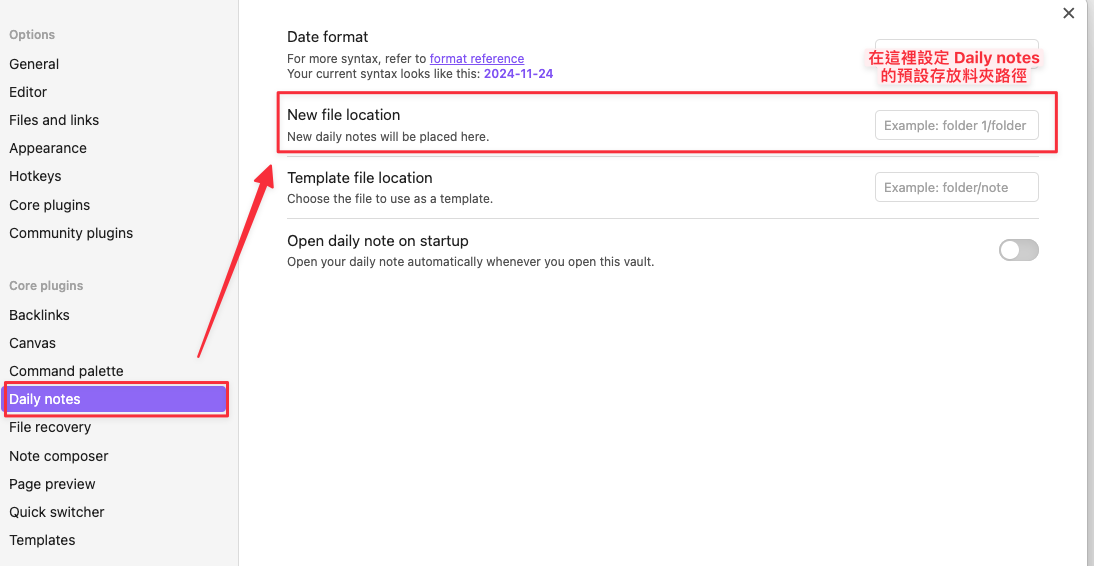 Options
General
Editor
Files and links
Appearance
Hotkeys
Core plugins
Community plugins
Core plugins
Backlinks
Canvas
Command palette
Daily notes
File recovery
Note composer
Page preview
Quick switcher
Templates
Date format
For more syntax, refer to format reference
Your current syntax looks like this: 2024-11-24
在這裡設定 Daily notes
的預設存放料夾路徑
New file location
New daily notes will be placed here.
Example: folder 1/folder
Template file location
Choose the file to use as a template.
Example: folder/note
Open daily note on startup
Open your daily note automatically whenever you open this vault.